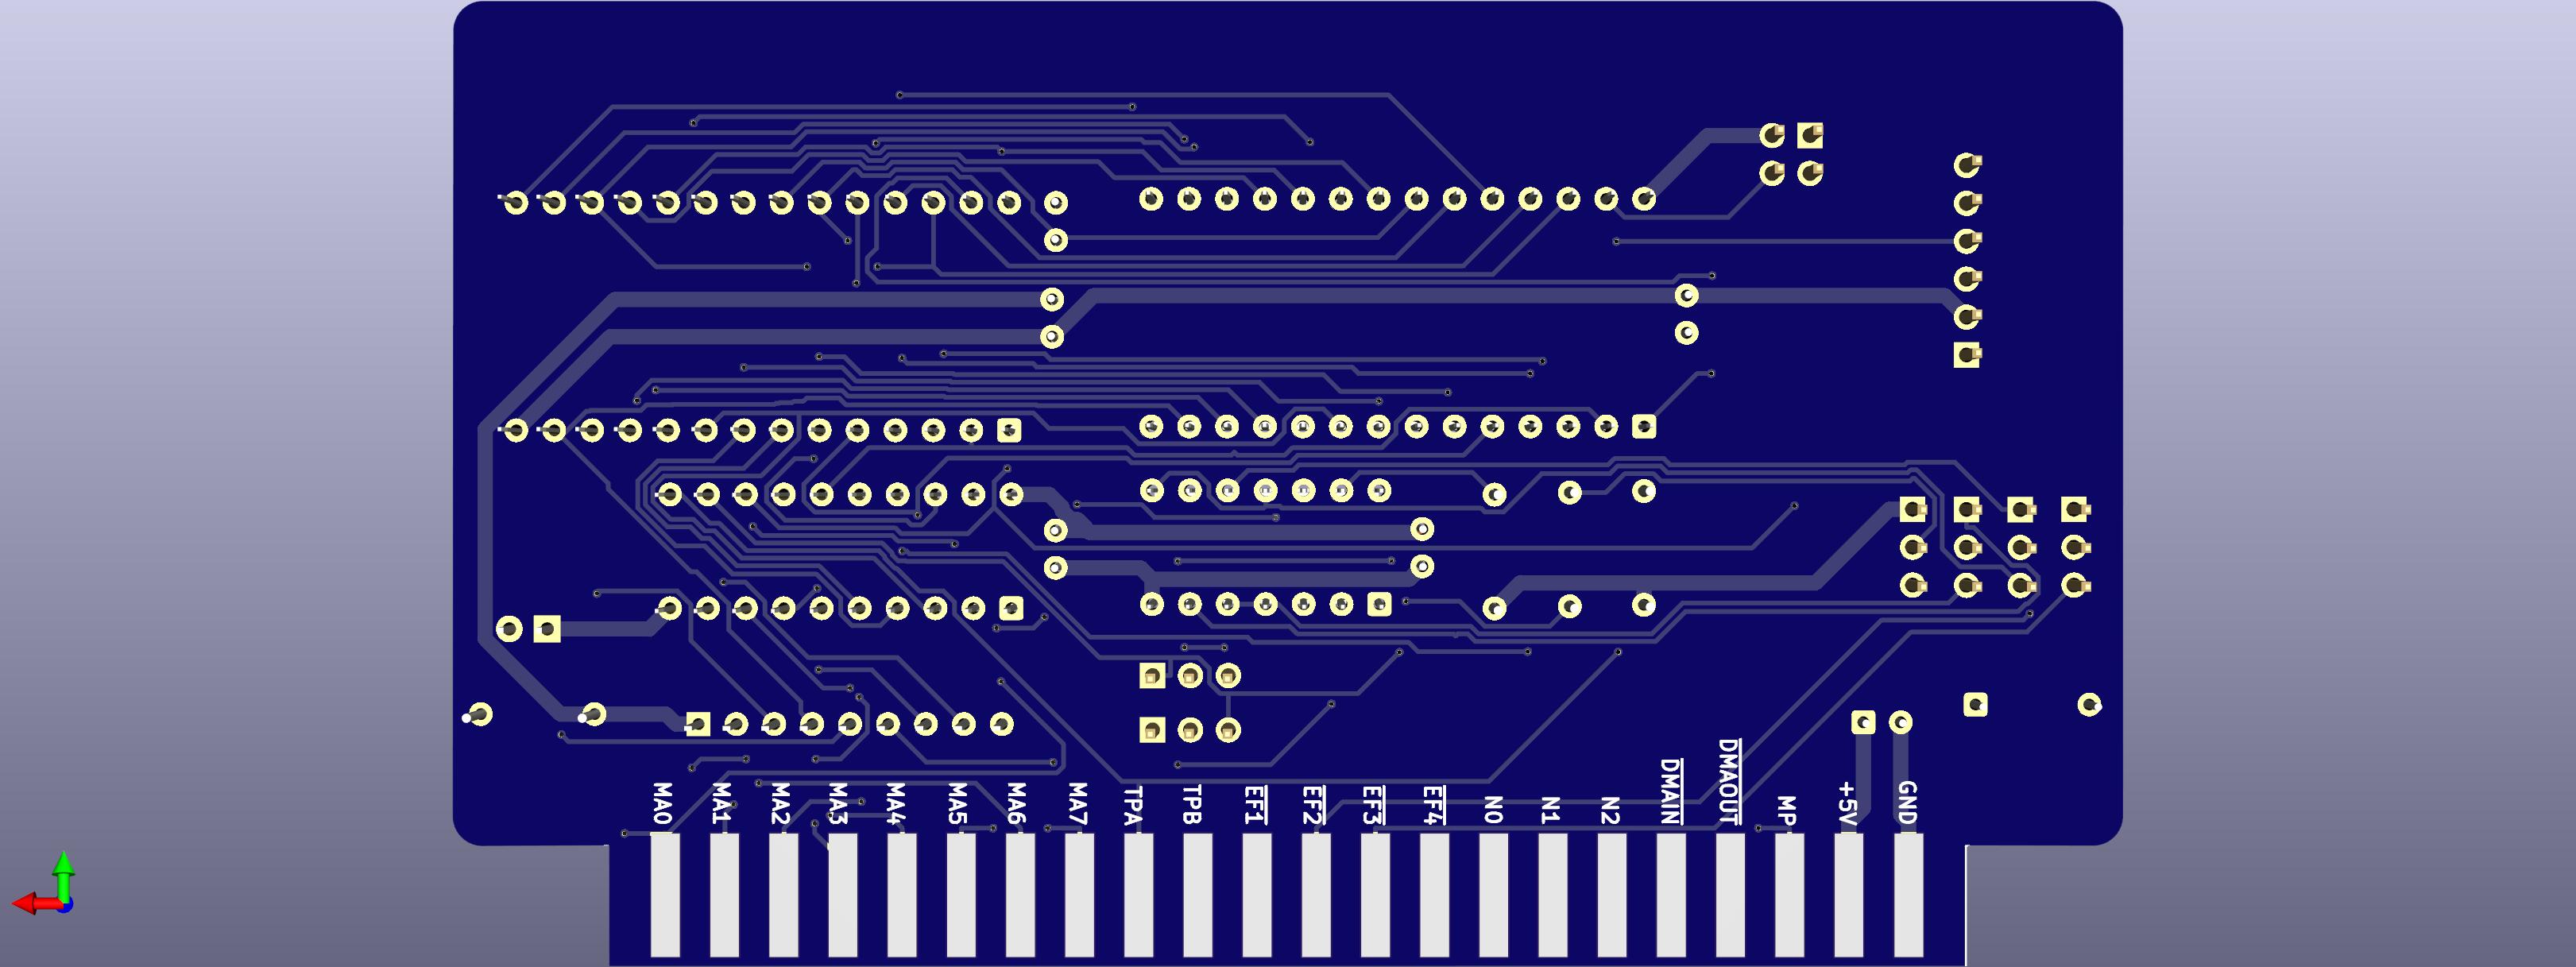 MA0
MA1
MA2
MA3
MA4
MA5
MA6
MA7
TPA
TPB
EF1
EF2
EF3
EF4
N0
N1
N2
DMAIN
DMAOUT
MP
+5V
GND